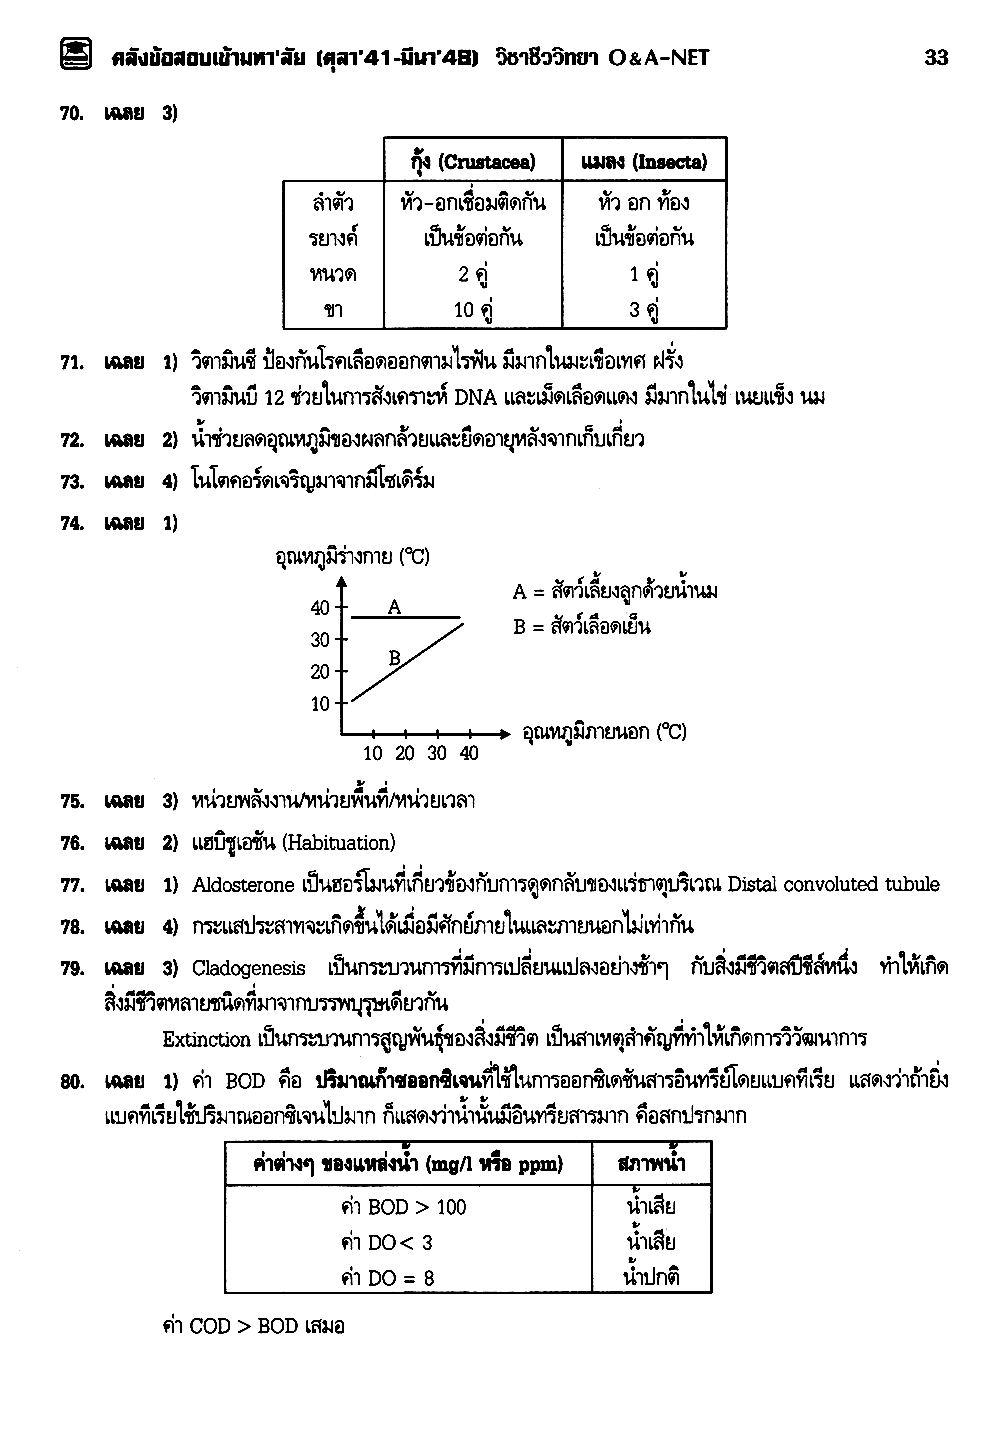 คลังข้อสอบเข้ามหา'ลัย (ตุลา'41-มีนา'48) วิชาชีววิทยา O & A-NET 33
70. เฉลย 3)
กุ้ง (Crustacea) แมลง (Insecta)
ลำตัว หัว-อกเชื่อมติดกัน หัว อก ท้อง
รยางค์ เป็นข้อต่อกัน เป็นข้อต่อกัน
หนวด 2 คู่ 1 คู่
ขา 10 คู่ 3 คู่
71. เฉลย 1) วิตามินซี ป้องกันโรคเลือดออกตามไรฟัน มีมากในมะเขือเทศ ฝรั่ง
วิตามินบี 12 ช่วยในการสังเคราะห์ DNA และเม็ดเลือดแดง มีมากในไข่ เนยแข็ง นม
72. เฉลย 2) น้ำช่วยลดอุณหภูมิของผลกล้วยและยืดอายุหลังจากเก็บเกี่ยว
73. เฉลย 4) โนโตคอร์ดเจริญมาจากมีโซเดิร์ม
74. เฉลย 1)
อุณหภูมิร่างกาย (°C)
A = สัตว์เลี้ยงลูกด้วยน้ำนม
40 A
B = สัตว์เลือดเย็น
30
B
20
10
อุณหภูมิภายนอก (°C)
10 20 30 40
75. เฉลย 3) หน่วยพลังงาน/หน่วยพื้นที่/หน่วยเวลา
76. เฉลย 2) แฮบิชูเอชัน (Habituation)
77. เฉลย 1) Aldosterone เป็นฮอร์โมนที่เกี่ยวข้องกับการดูดกลับของแร่ธาตุบริเวณ Distal convoluted tubule
78. เฉลย 4) กระแสประสาทจะเกิดขึ้นได้เมื่อมีศักย์ภายในและภายนอกไม่เท่ากัน
79. เฉลย 3) Cladogenesis เป็นกระบวนการที่มีการเปลี่ยนแปลงอย่างช้าๆ กับสิ่งมีชีวิตสปีชีส์หนึ่ง ทำให้เกิด
สิ่งมีชีวิตหลายชนิดที่มาจากบรรพบุรุษเดียวกัน
Extinction เป็นกระบวนการสูญพันธุ์ของสิ่งมีชีวิต เป็นสาเหตุสำคัญที่ทำให้เกิดการวิวัฒนาการ
80. เฉลย 1) ค่า BOD คือ ปริมาณก๊าซออกซิเจนที่ใช้ในการออกซิเดชันสารอินทรีย์โดยแบคทีเรีย แสดงว่าถ้ายิ่ง
แบคทีเรียใช้ปริมาณออกซิเจนไปมาก ก็แสดงว่าน้ำนั้นมีอินทรียสารมาก คือสกปรกมาก
ค่าต่างๆ ของแหล่งน้ำ (mg/l หรือ ppm) สภาพน้ำ
ค่า BOD > 100 น้ำเสีย
ค่า DO < 3 น้ำเสีย
ค่า DO = 8 น้ำปกติ
ค่า COD > BOD เสมอ